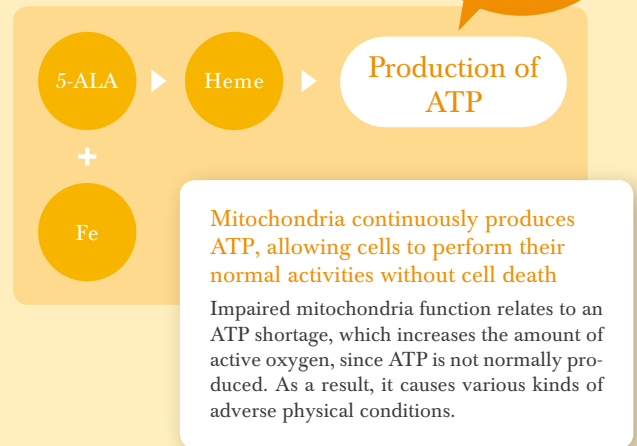 5-ALA
Heme
Production of
ATP
+
Fe
Mitochondria continuously produces
ATP, allowing cells to perform their
normal activities without cell death
Impaired mitochondria function relates to an
ATP shortage, which increases the amount of
active oxygen, since ATP is not normally pro-
duced. As a result, it causes various kinds of
adverse physical conditions.